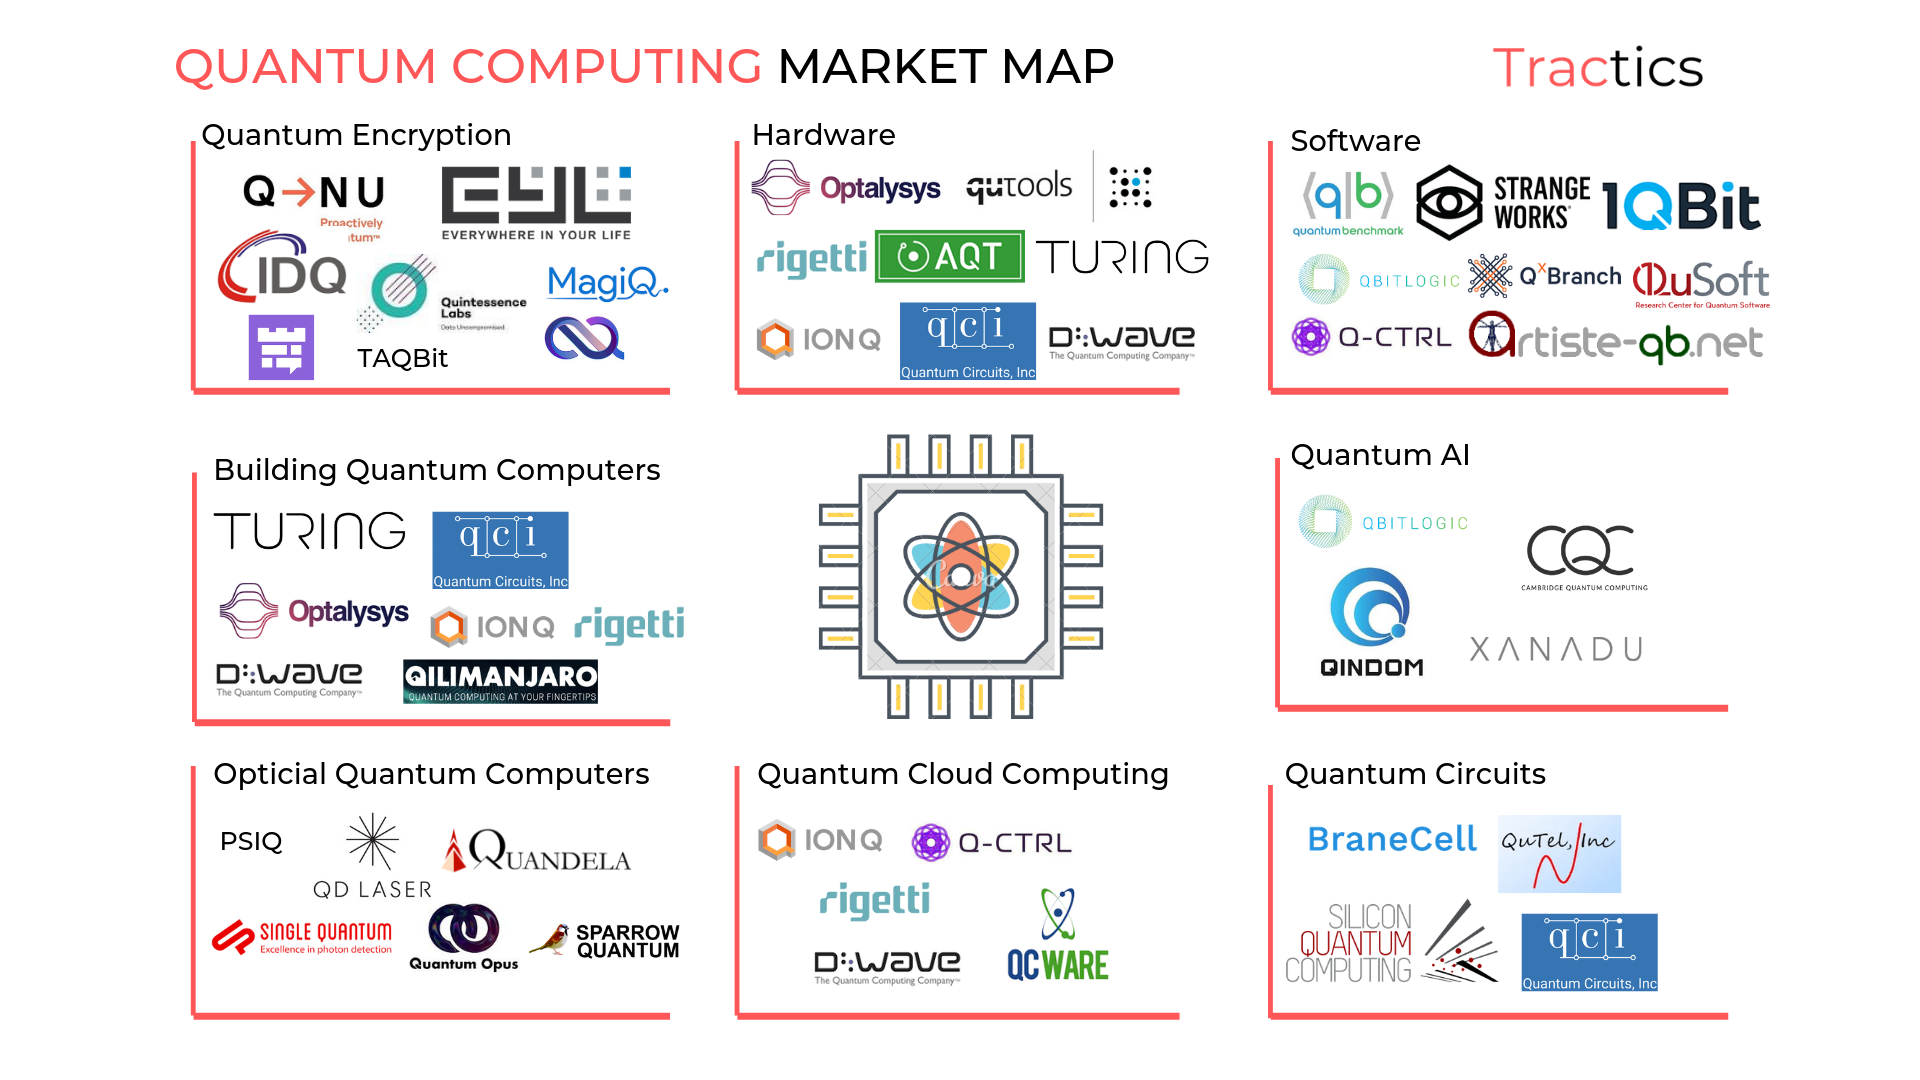 QUANTUM COMPUTING MARKET MAP
Tractics
Quantum Encryption
Q NU
Proactively
tum™
EYL
EVERYWHERE IN YOUR LIFE
IDQ
Quintessence
Labs
Data Uncompromised
MagiQ.
TAQBit
Hardware
Optalysys
qutools
rigetti
AQT
TURING
IONQ
qci
Quantum Circuits, Inc
D:wave
The Quantum Computing Company™
Software
⟨q|b⟩
quantumbenchmark
STRANGE
WORKS
1QBit
QBITLOGIC
QxBranch
QuSoft
Research Center for Quantum Software
Q-CTRL
artiste-qb.net
Building Quantum Computers
TURING
qci
Quantum Circuits, Inc
Optalysys
IONQ
rigetti
D:wave
The Quantum Computing Company™
QILIMANJARO
QUANTUM COMPUTING AT YOUR FINGERTIPS
Canva
Quantum AI
QBITLOGIC
CQC
CAMBRIDGE QUANTUM COMPUTING
QINDOM
XANADU
Opticial Quantum Computers
PSIQ
QD LASER
QUANDELA
SINGLE QUANTUM
Excellence in photon detection
Quantum Opus
SPARROW
QUANTUM
Quantum Cloud Computing
IONQ
Q-CTRL
rigetti
D:wave
The Quantum Computing Company™
QCWARE
Quantum Circuits
BraneCell
QuTel, Inc
SILICON
QUANTUM
COMPUTING
qci
Quantum Circuits, Inc